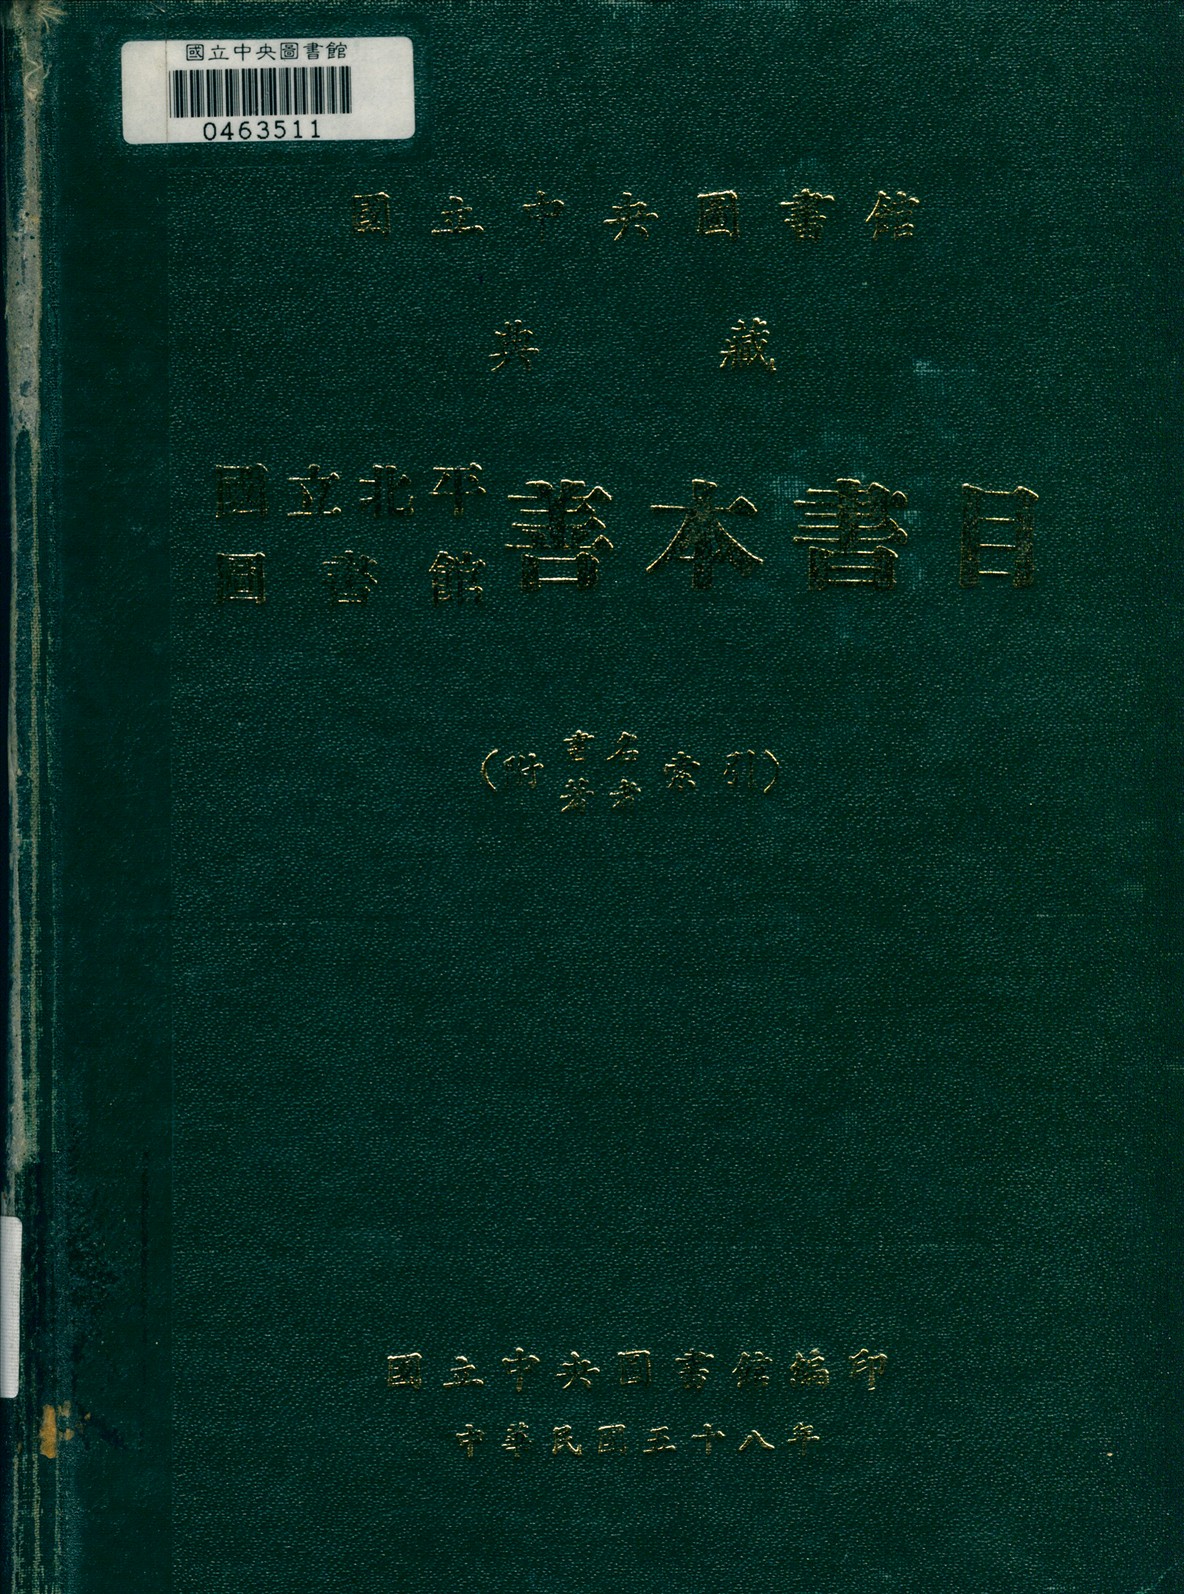 國立中央圖書館
0463511
國立中央圖書館
典藏
國立北平
圖書館
善本書目
(附書名著者索引)
國立中央圖書館編印
中華民國五十八年